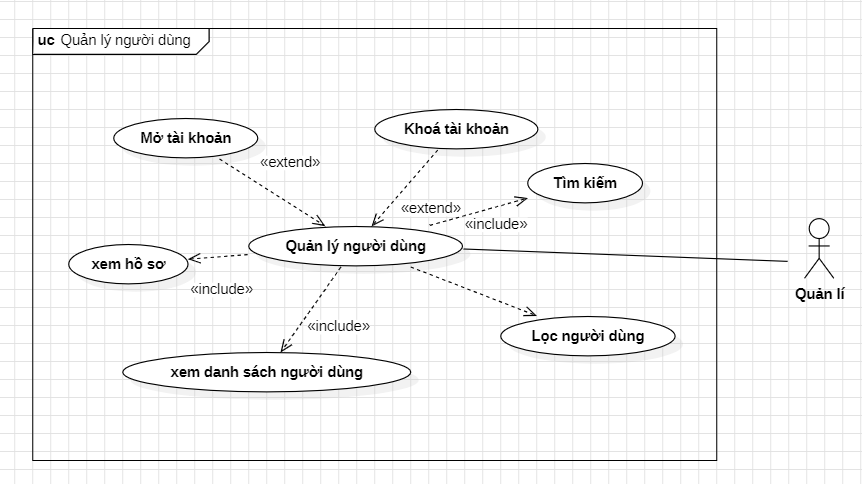 uc Quản lý người dùng
Mở tài khoản
Khoá tài khoản
«extend»
Tìm kiếm
«extend»
«include»
Quản lý người dùng
xem hồ sơ
«include»
Quản lí
«include»
Lọc người dùng
xem danh sách người dùng